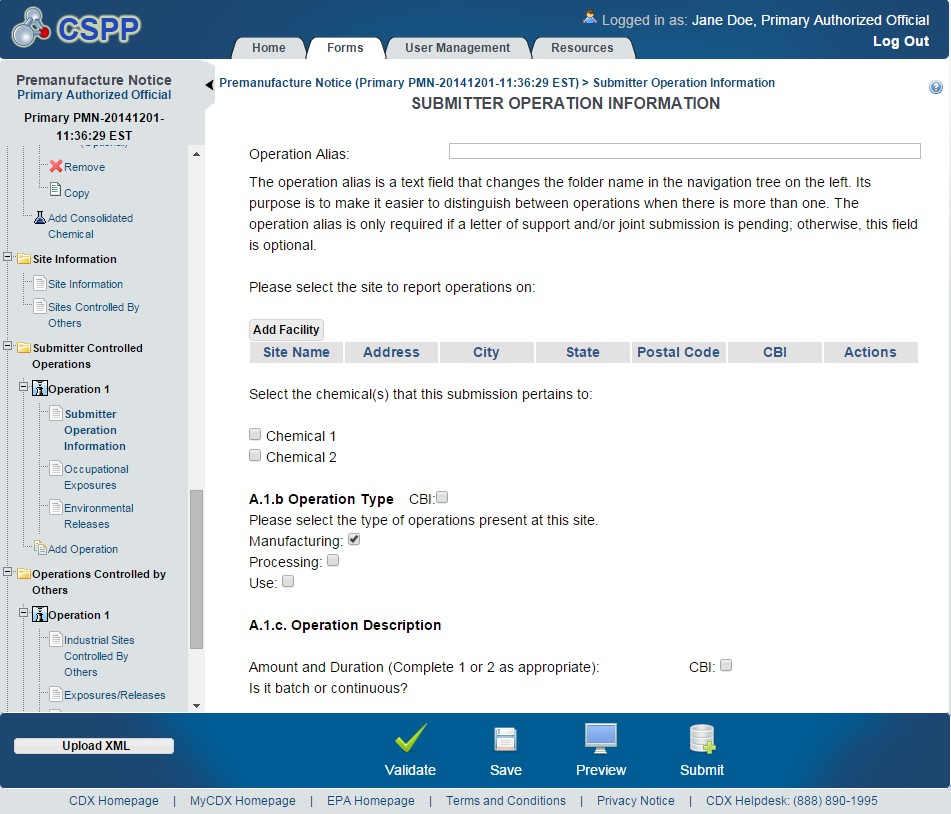 CSPP
Logged in as: Jane Doe, Primary Authorized Official
Log Out
Home
Forms
User Management
Resources
Premanufacture Notice
Primary Authorized Official
Primary PMN-20141201-
11:36:29 EST
Remove
Copy
Add Consolidated
Chemical
Site Information
Site Information
Sites Controlled By
Others
Submitter Controlled
Operations
Operation 1
Submitter
Operation
Information
Occupational
Exposures
Environmental
Releases
Add Operation
Operations Controlled by
Others
Operation 1
Industrial Sites
Controlled By
Others
Exposures/Releases
Premanufacture Notice (Primary PMN-20141201-11:36:29 EST) > Submitter Operation Information
SUBMITTER OPERATION INFORMATION
Operation Alias:
The operation alias is a text field that changes the folder name in the navigation tree on the left. Its
purpose is to make it easier to distinguish between operations when there is more than one. The
operation alias is only required if a letter of support and/or joint submission is pending; otherwise, this field
is optional.
Please select the site to report operations on:
Add Facility
Site Name Address City State Postal Code CBI Actions
Select the chemical(s) that this submission pertains to:
Chemical 1
Chemical 2
A.1.b Operation Type CBI:
Please select the type of operations present at this site.
Manufacturing:
Processing:
Use:
A.1.c. Operation Description
Amount and Duration (Complete 1 or 2 as appropriate): CBI:
Is it batch or continuous?
Upload XML
Validate
Save
Preview
Submit
CDX Homepage | MyCDX Homepage | EPA Homepage | Terms and Conditions | Privacy Notice | CDX Helpdesk: (888) 890-1995